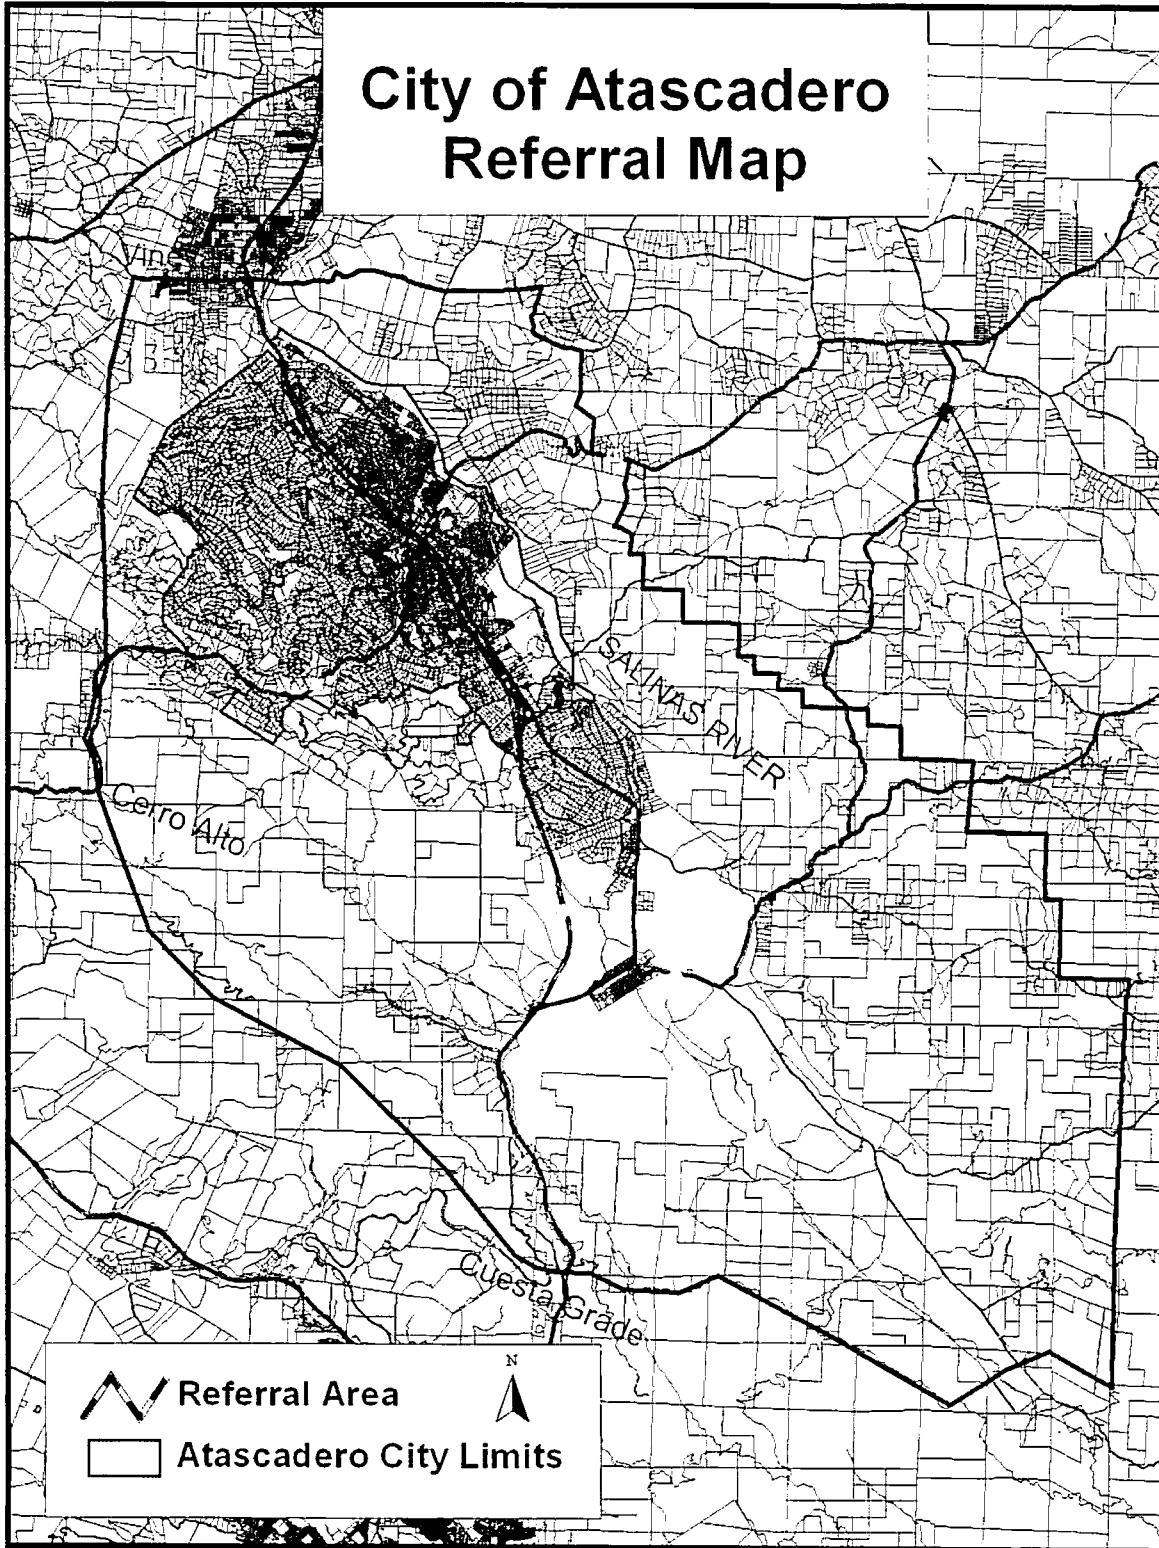 City of Atascadero
Referral Map
SALINAS RIVER
Cerro Alto
Cuesta Grade
N
Referral Area
Atascadero City Limits